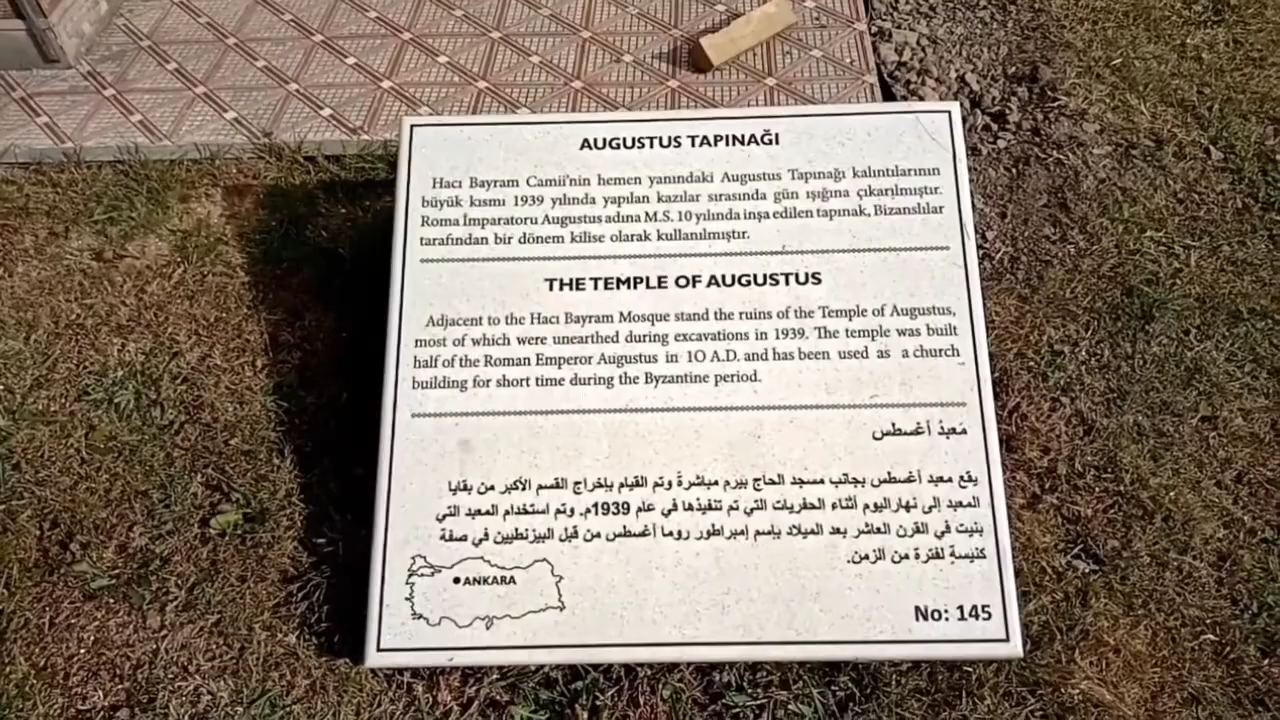 AUGUSTUS TAPINAĞI
Hacı Bayram Camii'nin hemen yanındaki Augustus Tapınağı kalıntılarının
büyük kısmı 1939 yılında yapılan kazılar sırasında gün ışığına çıkarılmıştır.
Roma İmparatoru Augustus adına M.S. 10 yılında inşa edilen tapınak, Bizanslılar
tarafından bir dönem kilise olarak kullanılmıştır.
THE TEMPLE OF AUGUSTUS
Adjacent to the Hacı Bayram Mosque stand the ruins of the Temple of Augustus,
most of which were unearthed during excavations in 1939. The temple was built
half of the Roman Emperor Augustus in 1O A.D. and has been used as a church
building for short time during the Byzantine period.
مَعبدُ أغسطس
يقع معبد أغسطس بجانب مسجد الحاج بيرم مباشرةً وتم القيام بإخراج القسم الأكبر من بقايا
المعبد إلى نهاراليوم أثناء الحفريات التي تم تنفيذها في عام 1939م. وتم استخدام المعبد التي
بنيت في القرن العاشر بعد الميلاد بإسم إمبراطور روما أغسطس من قبل البيزنطيين في صفة
كنيسةٍ لفترة من الزمن.
ANKARA
No: 145